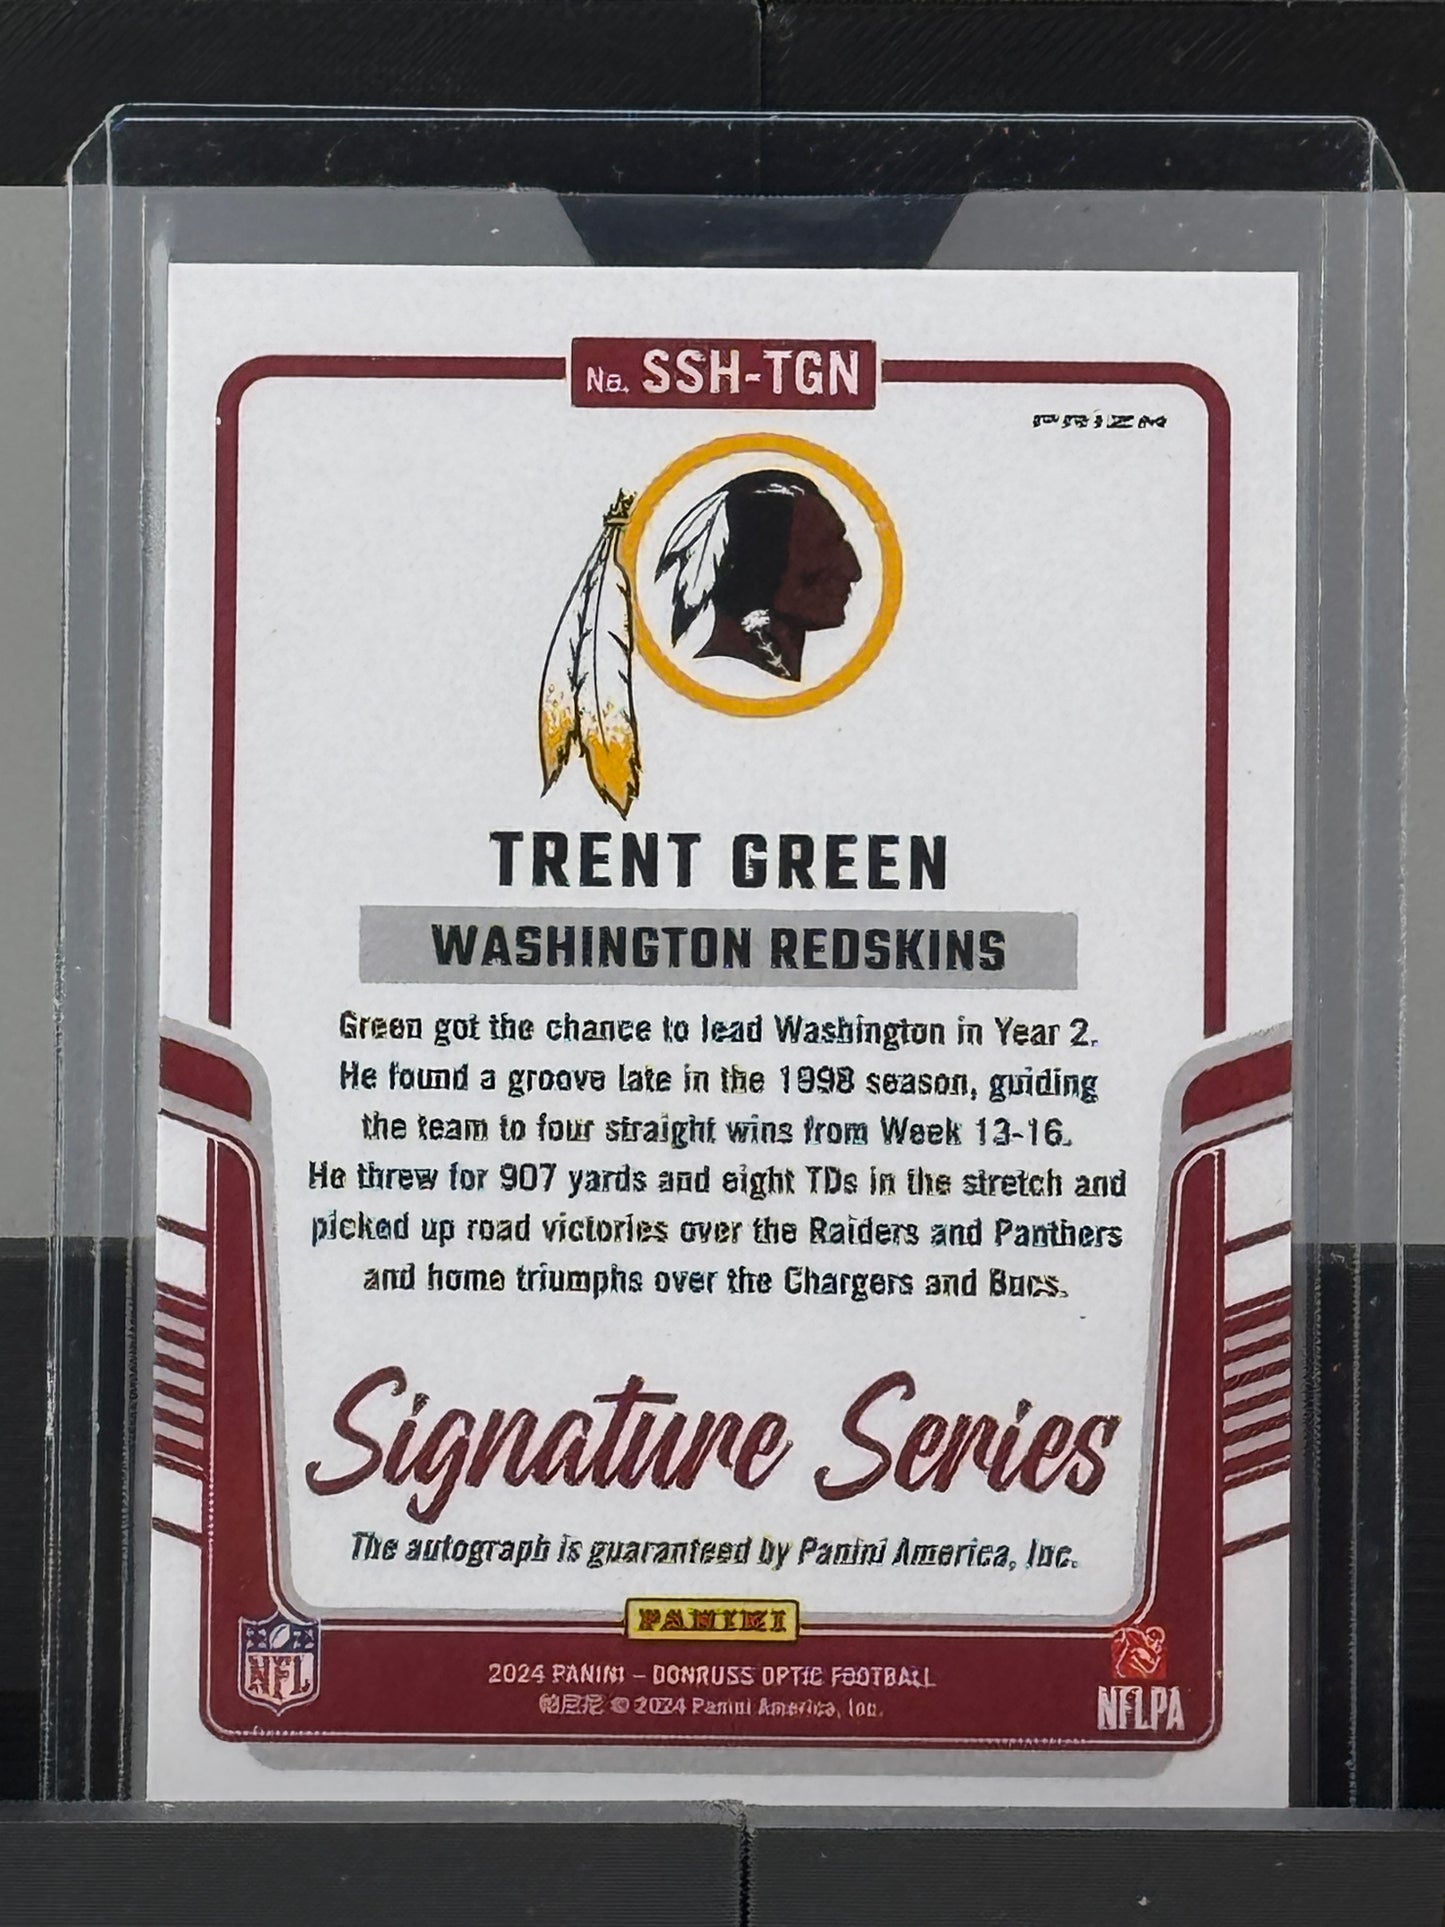 No. SSH-TGN
PRIZM
TRENT GREEN
WASHINGTON REDSKINS
Green got the chance to lead Washington in Year 2.
He found a groove late in the 1998 season, guiding
the team to four straight wins from Week 13-16.
He threw for 907 yards and eight TDs in the stretch and
picked up road victories over the Raiders and Panthers
and home triumphs over the Chargers and Bucs.
Signature Series
The autograph is guaranteed by Panini America, Inc.
PANINI
NFL
2024 PANINI – DONRUSS OPTIC FOOTBALL
© 2024 Panini America, Inc.
NFLPA